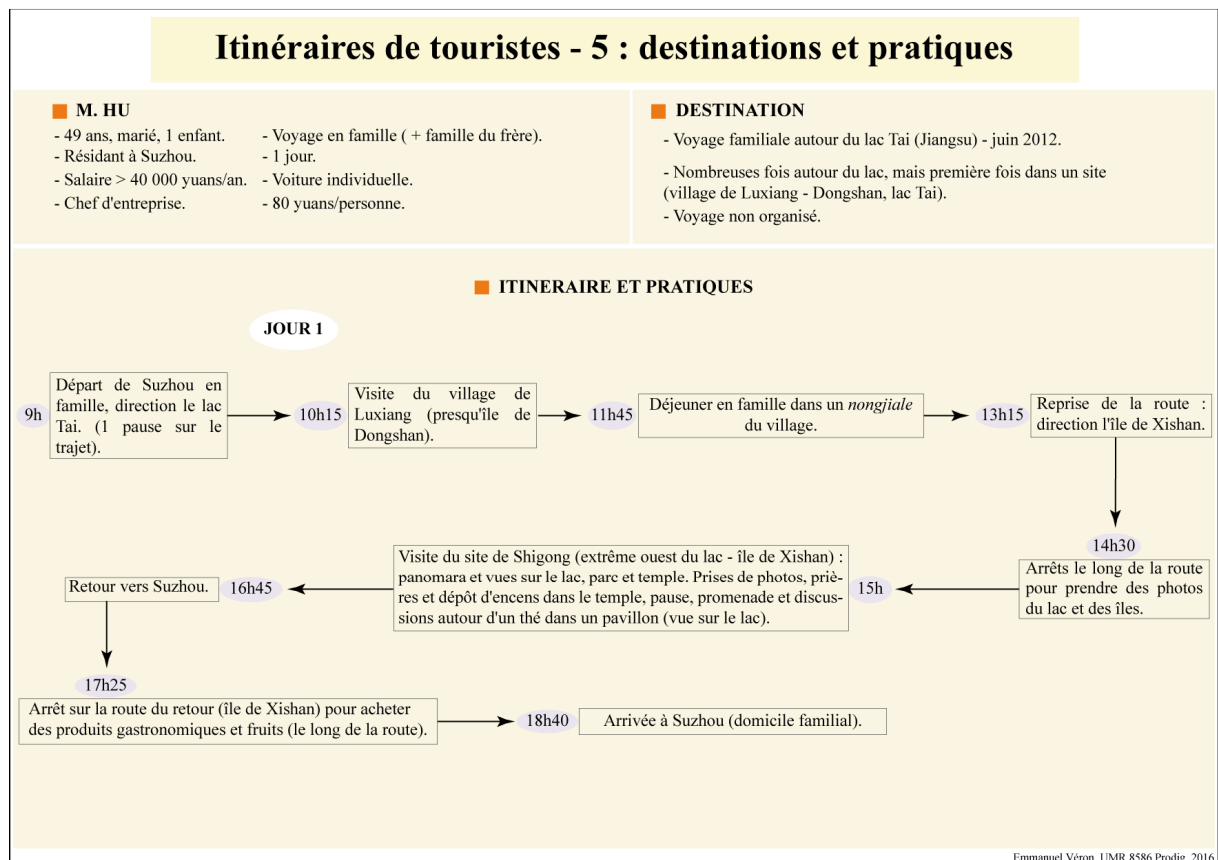 Itinéraires de touristes - 5 : destinations et pratiques
M. HU
- 49 ans, marié, 1 enfant.
- Résidant à Suzhou.
- Salaire > 40 000 yuans/an.
- Chef d'entreprise.
- Voyage en famille ( + famille du frère).
- 1 jour.
- Voiture individuelle.
- 80 yuans/personne.
DESTINATION
- Voyage familiale autour du lac Tai (Jiangsu) - juin 2012.
- Nombreuses fois autour du lac, mais première fois dans un site
(village de Luxiang - Dongshan, lac Tai).
- Voyage non organisé.
ITINERAIRE ET PRATIQUES
JOUR 1
9h
Départ de Suzhou en
famille, direction le lac
Tai. (1 pause sur le
trajet).
10h15
Visite du village de
Luxiang (presqu'île de
Dongshan).
11h45
Déjeuner en famille dans un nongjiale
du village.
13h15
Reprise de la route :
direction l'île de Xishan.
14h30
Arrêts le long de la route
pour prendre des photos
du lac et des îles.
15h
Visite du site de Shigong (extrême ouest du lac - île de Xishan) :
panomara et vues sur le lac, parc et temple. Prises de photos, priè-
res et dépôt d'encens dans le temple, pause, promenade et discus-
sions autour d'un thé dans un pavillon (vue sur le lac).
16h45
Retour vers Suzhou.
17h25
Arrêt sur la route du retour (île de Xishan) pour acheter
des produits gastronomiques et fruits (le long de la route).
18h40
Arrivée à Suzhou (domicile familial).
Emmanuel Véron, UMR 8586 Prodig, 2016